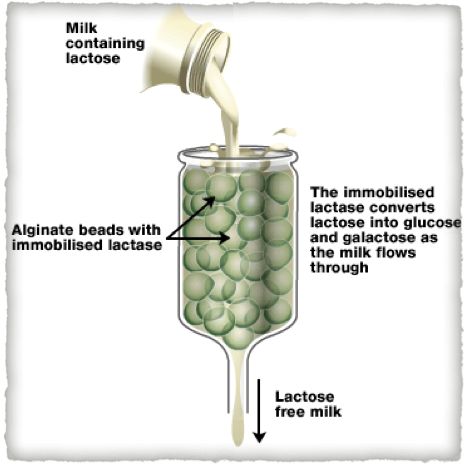 Milk
containing
lactose
Alginate beads with
immobilised lactase
The immobilised
lactase converts
lactose into glucose
and galactose as
the milk flows
through
Lactose
free milk